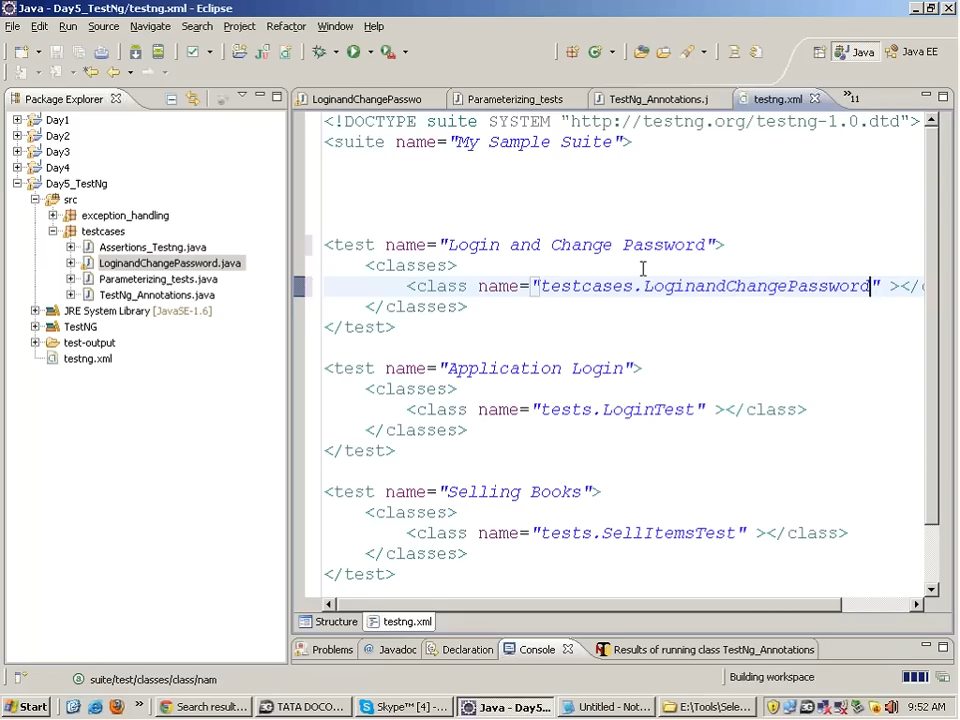 Java - Day5_TestNg/testng.xml - Eclipse
File Edit Run Source Navigate Search Project Refactor Window Help
Java Java EE
Package Explorer
LoginandChangePasswo Parameterizing_tests TestNg_Annotations.j testng.xml »11
Day1
Day2
Day3
Day4
Day5_TestNg
src
exception_handling
testcases
Assertions_Testng.java
LoginandChangePassword.java
Parameterizing_tests.java
TestNg_Annotations.java
JRE System Library [JavaSE-1.6]
TestNG
test-output
testng.xml
<!DOCTYPE suite SYSTEM "http://testng.org/testng-1.0.dtd">
<suite name="My Sample Suite">
<test name="Login and Change Password">
<classes>
<class name="testcases.LoginandChangePassword" ></
</classes>
</test>
<test name="Application Login">
<classes>
<class name="tests.LoginTest" ></class>
</classes>
</test>
<test name="Selling Books">
<classes>
<class name="tests.SellItemsTest" ></class>
</classes>
</test>
Structure testng.xml
Problems Javadoc Declaration Console Results of running class TestNg_Annotations
suite/test/classes/class/nam Building workspace
Start Search result... TATA DOCO... Skype™ [4]-... Java - Day5... Untitled - Not... E:\Tools\Sele... 9:52 AM